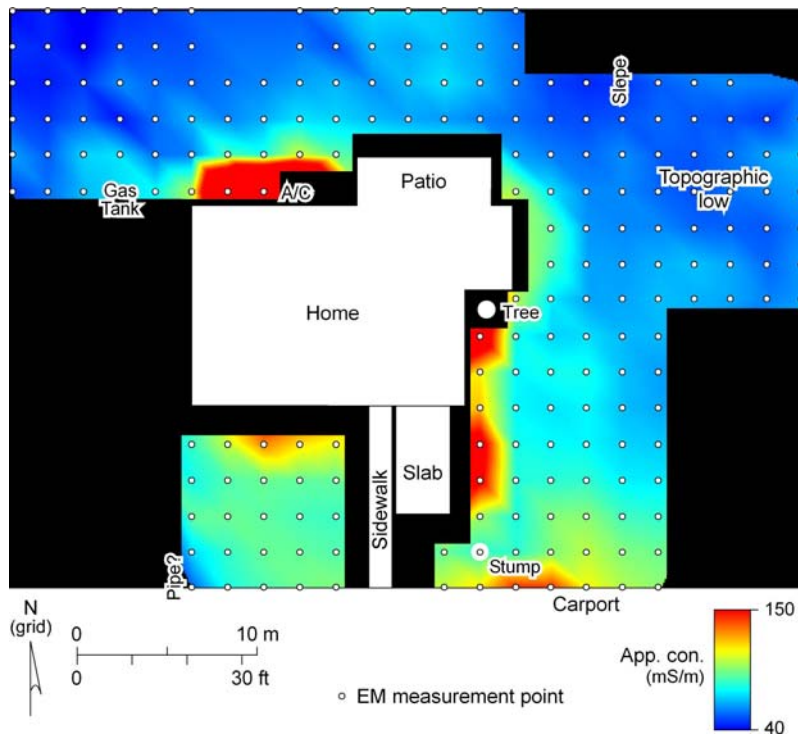 Slope
Topographic
low
Gas
Tank
A/C
Patio
Home
Tree
Sidewalk
Slab
Pipe?
Stump
Carport
N
(grid)
0
10 m
0
30 ft
EM measurement point
App. con.
(mS/m)
150
40